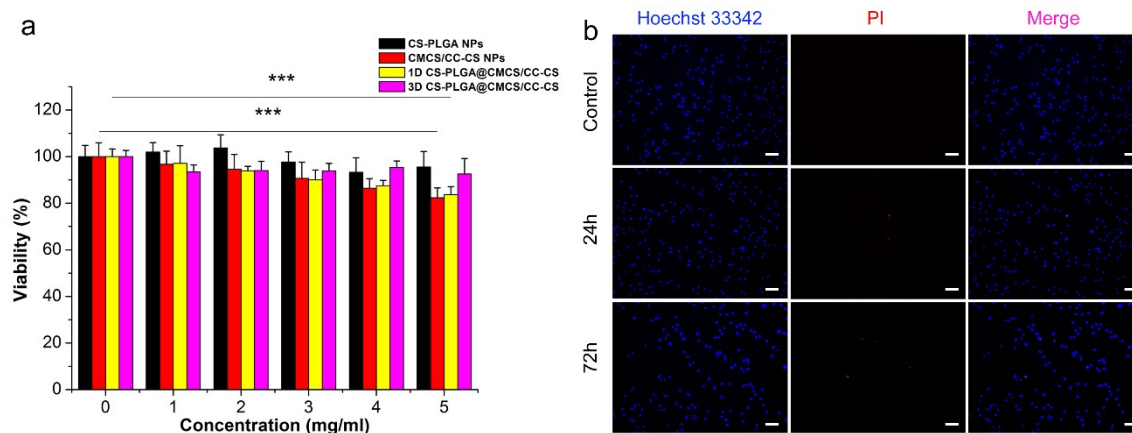 a
CS-PLGA NPs
CMCS/CC-CS NPs
1D CS-PLGA@CMCS/CC-CS
3D CS-PLGA@CMCS/CC-CS
***
***
Viability (%)
120
100
80
60
40
20
0
0 1 2 3 4 5
Concentration (mg/ml)
b
Hoechst 33342 PI Merge
Control
24h
72h